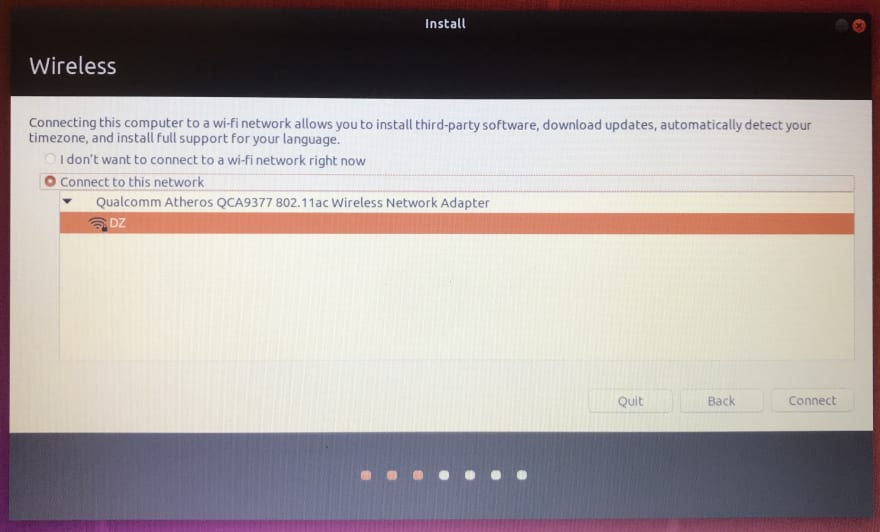 Install
Wireless
Connecting this computer to a wi-fi network allows you to install third-party software, download updates, automatically detect your
timezone, and install full support for your language.
I don't want to connect to a wi-fi network right now
Connect to this network
Qualcomm Atheros QCA9377 802.11ac Wireless Network Adapter
DZ
Quit Back Connect